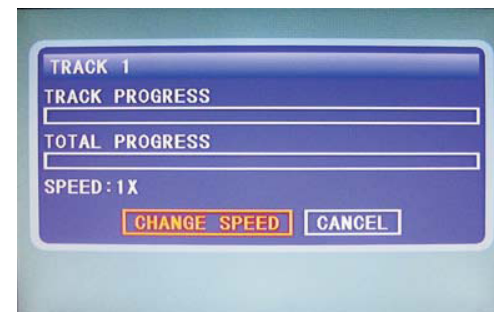 TRACK 1
TRACK PROGRESS
TOTAL PROGRESS
SPEED:1X
CHANGE SPEED CANCEL